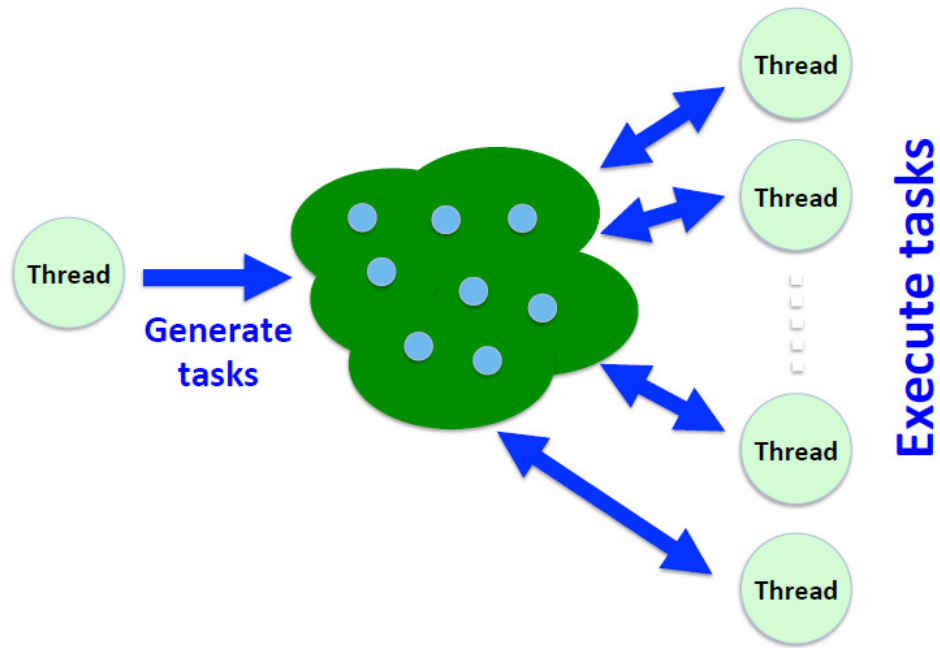 Thread
Generate
tasks
Thread
Thread
Thread
Thread
Execute tasks